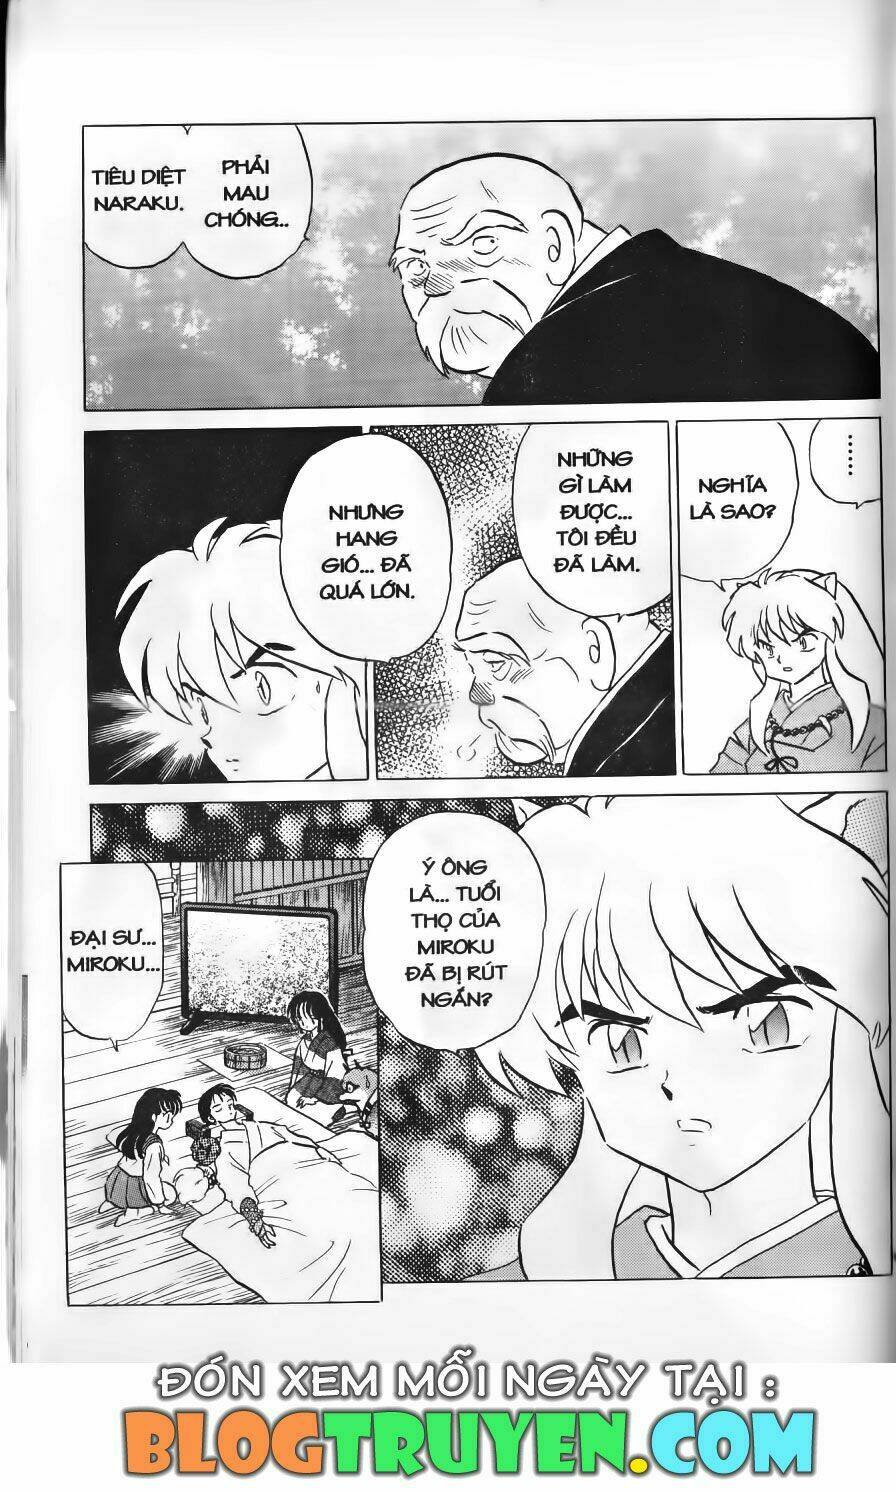 PHẢI
MAU
CHÓNG...
TIÊU DIỆT
NARAKU.
......
NGHĨA
LÀ SAO?
NHỮNG
GÌ LÀM
ĐƯỢC...
TÔI ĐỀU
ĐÃ LÀM.
NHƯNG
HANG
GIÓ... ĐÃ
QUÁ LỚN.
Ý ÔNG
LÀ... TUỔI
THỌ CỦA
MIROKU
ĐÃ BỊ RÚT
NGẮN?
ĐẠI SƯ...
MIROKU...
ĐÓN XEM MỖI NGÀY TẠI :
BLOGTRUYEN.COM